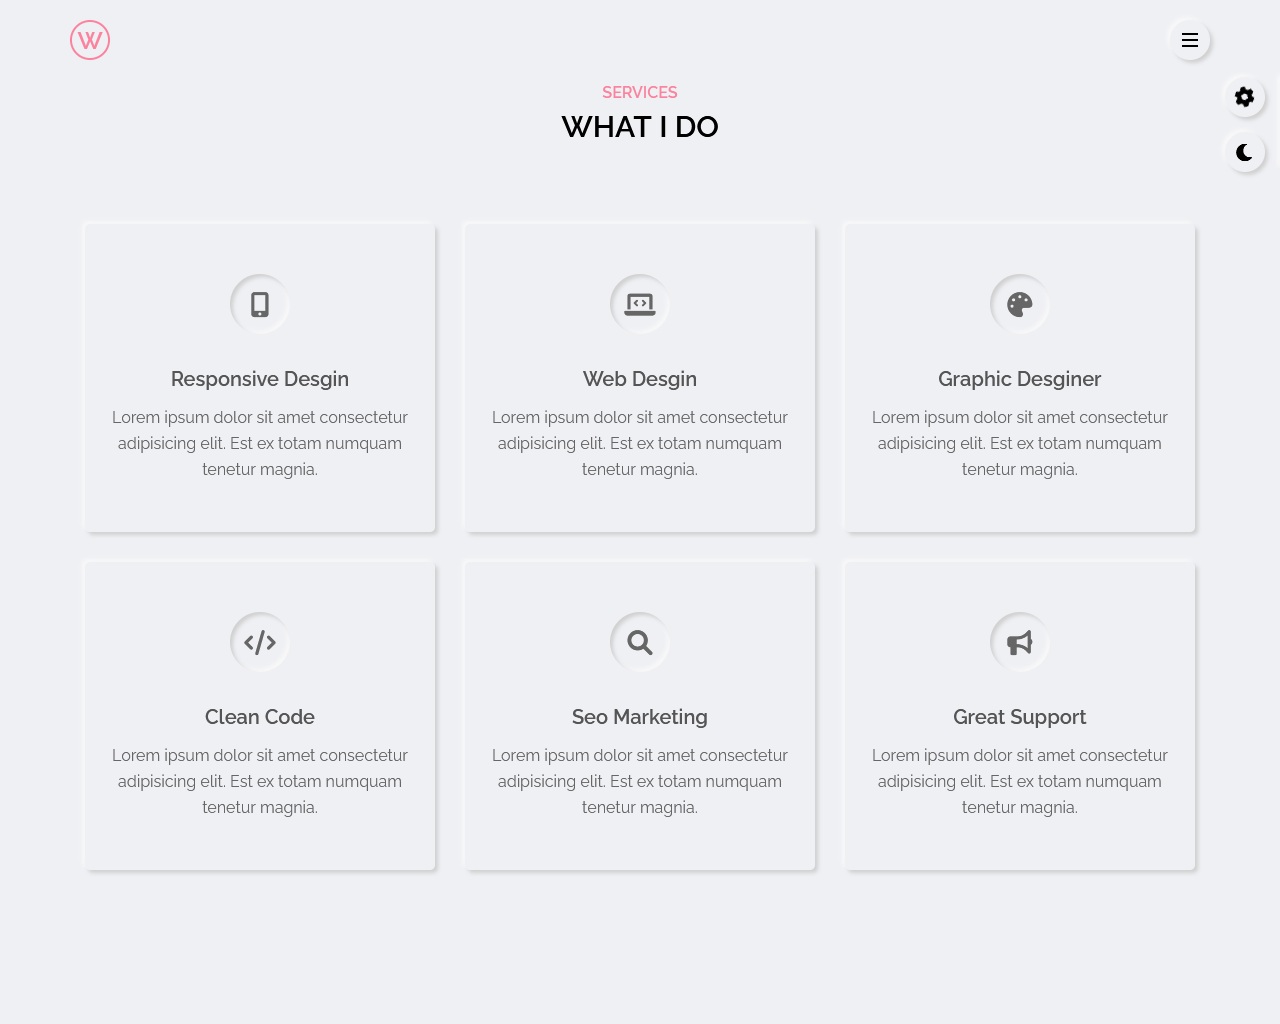 W
SERVICES
WHAT I DO
Responsive Desgin
Lorem ipsum dolor sit amet consectetur
adipisicing elit. Est ex totam numquam
tenetur magnia.
Web Desgin
Lorem ipsum dolor sit amet consectetur
adipisicing elit. Est ex totam numquam
tenetur magnia.
Graphic Desginer
Lorem ipsum dolor sit amet consectetur
adipisicing elit. Est ex totam numquam
tenetur magnia.
Clean Code
Lorem ipsum dolor sit amet consectetur
adipisicing elit. Est ex totam numquam
tenetur magnia.
Seo Marketing
Lorem ipsum dolor sit amet consectetur
adipisicing elit. Est ex totam numquam
tenetur magnia.
Great Support
Lorem ipsum dolor sit amet consectetur
adipisicing elit. Est ex totam numquam
tenetur magnia.